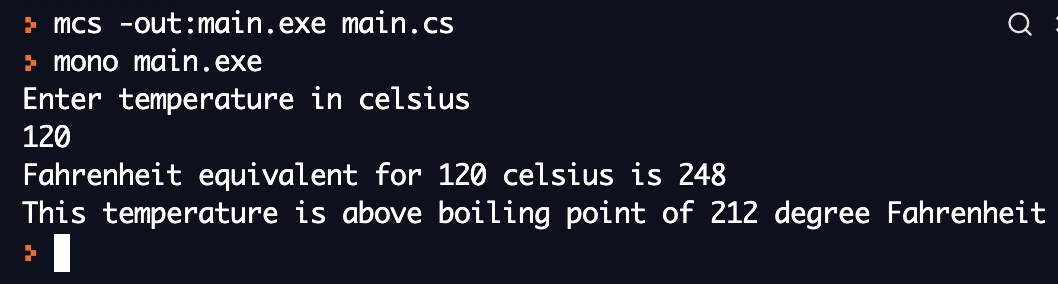 > mcs -out:main.exe main.cs
> mono main.exe
Enter temperature in celsius
120
Fahrenheit equivalent for 120 celsius is 248
This temperature is above boiling point of 212 degree Fahrenheit
>